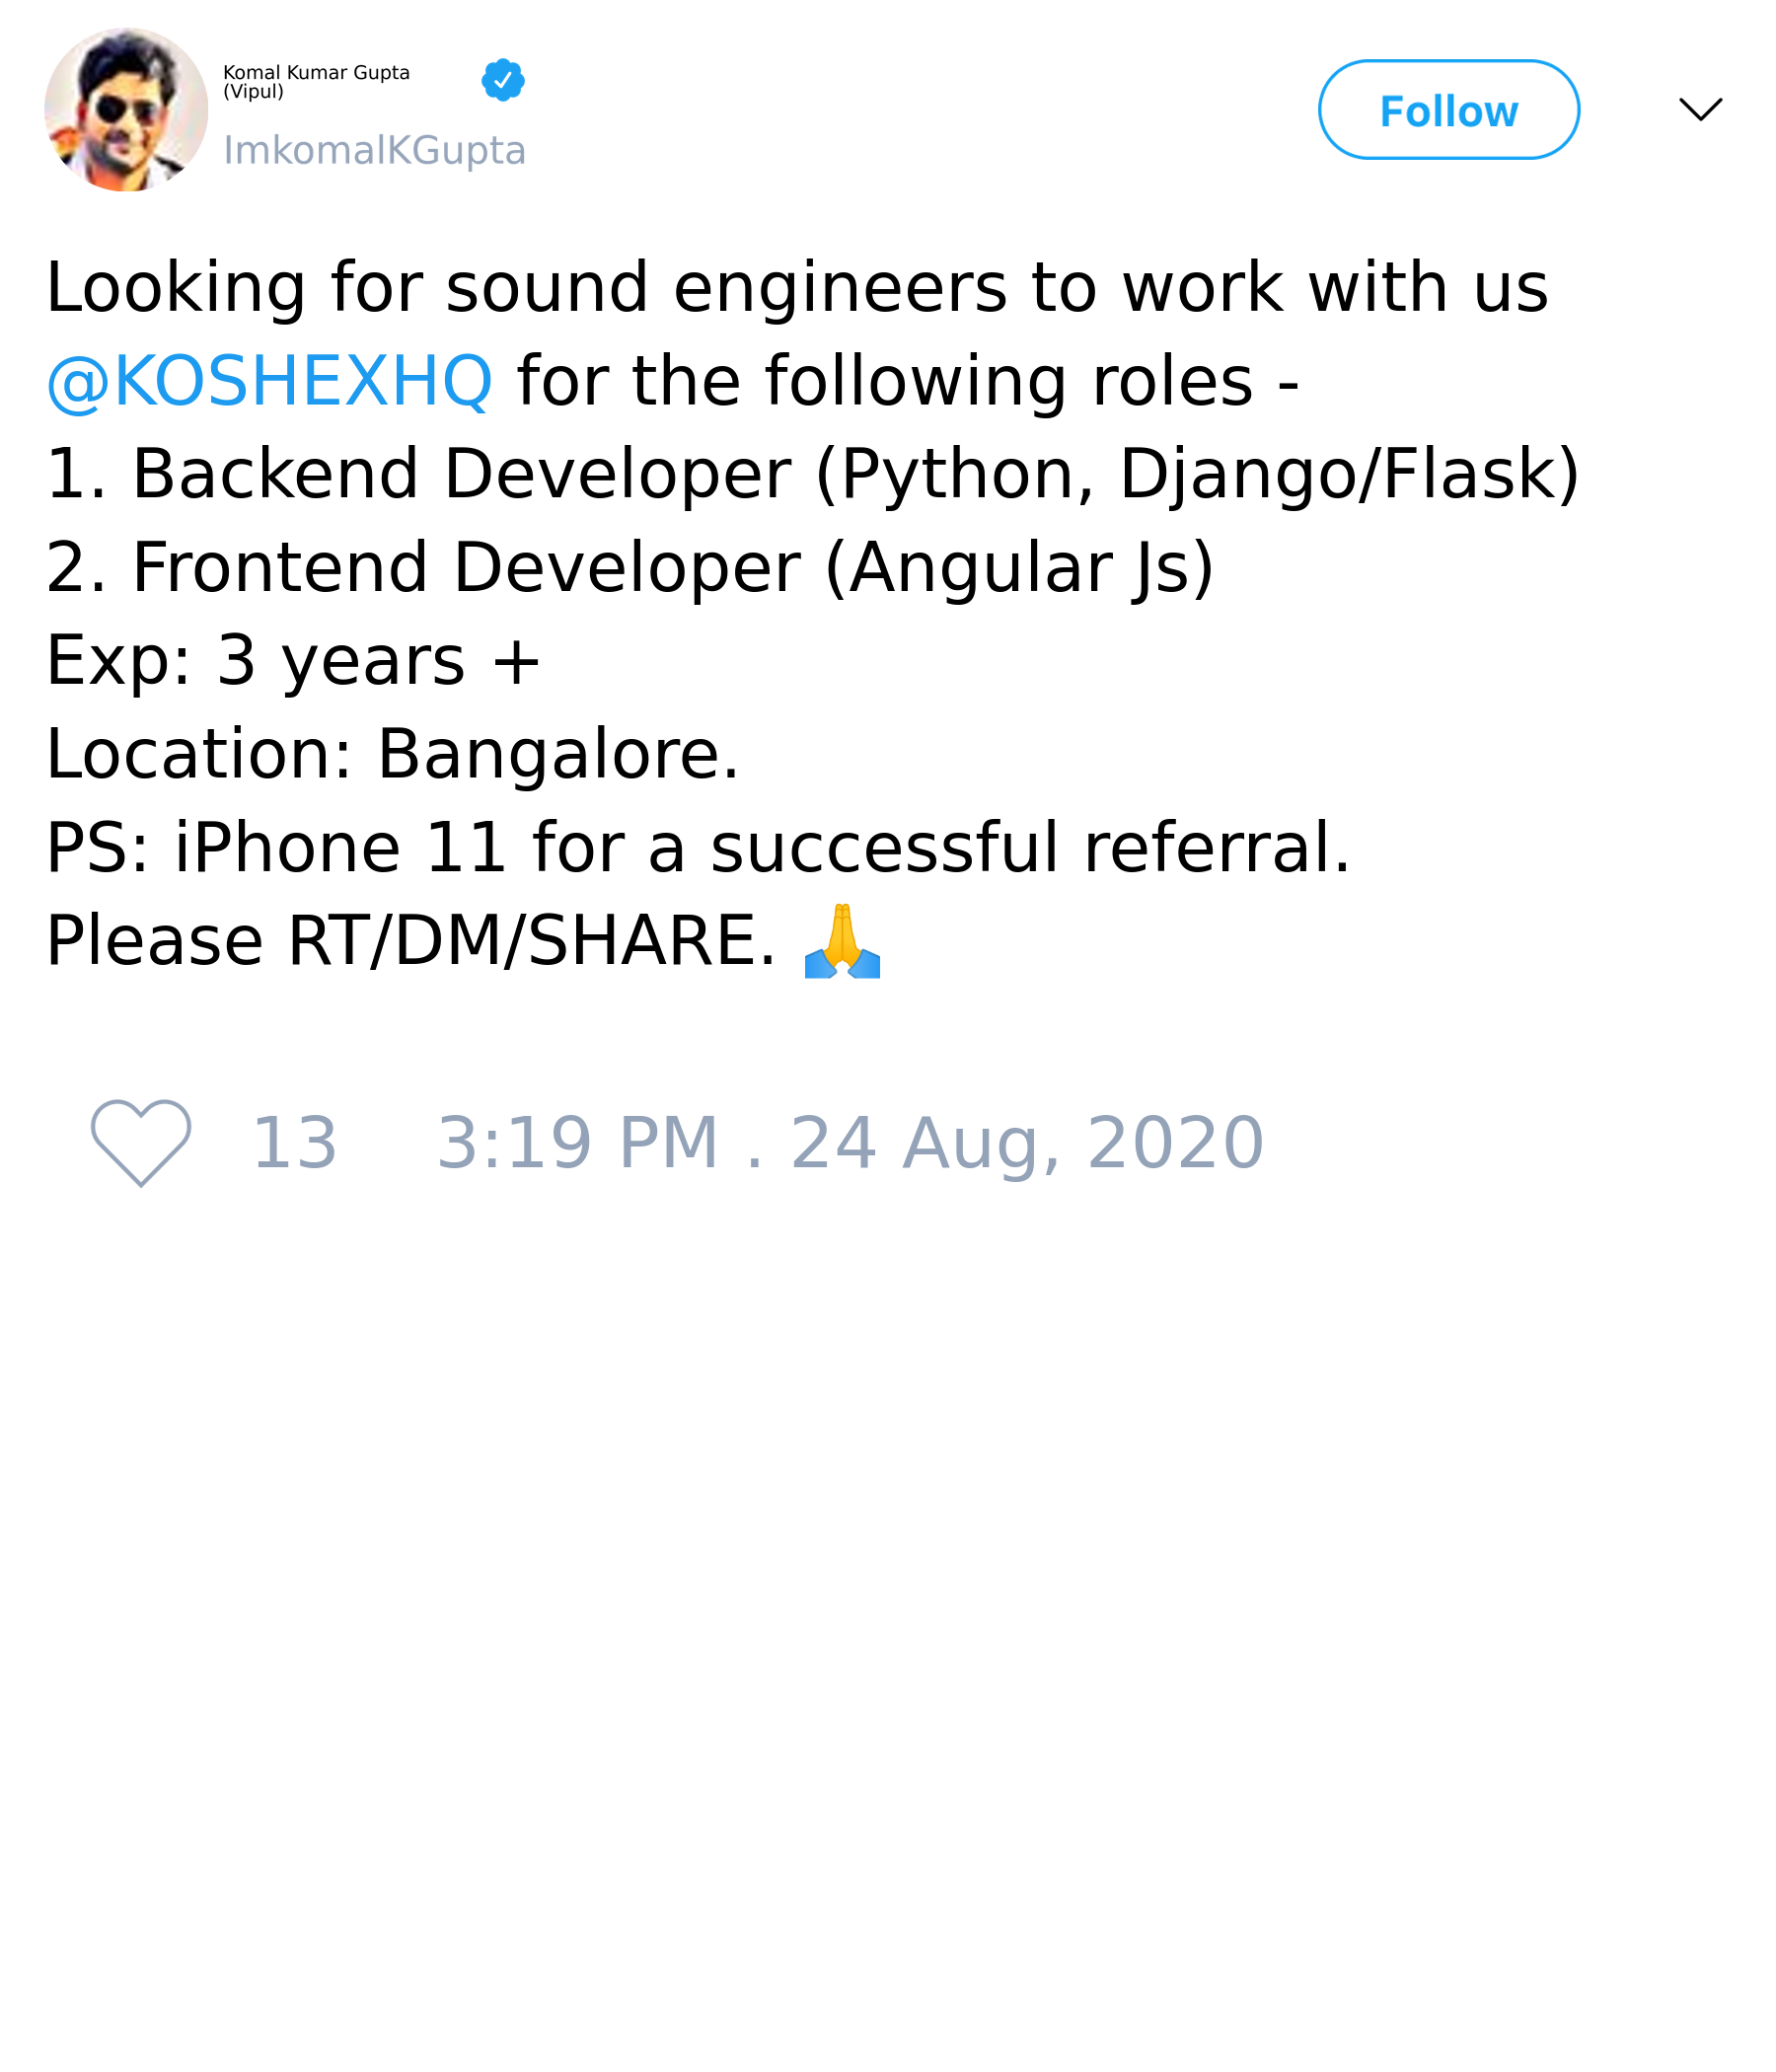 Komal Kumar Gupta
(Vipul)
ImkomalKGupta
Follow
Looking for sound engineers to work with us
@KOSHEXHQ for the following roles -
1. Backend Developer (Python, Django/Flask)
2. Frontend Developer (Angular Js)
Exp: 3 years +
Location: Bangalore.
PS: iPhone 11 for a successful referral.
Please RT/DM/SHARE. 🙏
13 3:19 PM . 24 Aug, 2020